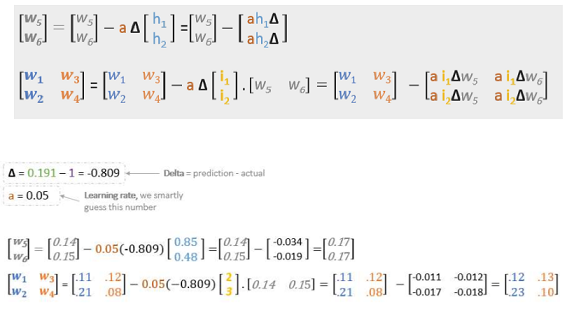 [w5 w6] = [w5 w6] - a Δ [h1 h2] = [w5 w6] - [ah1Δ ah2Δ]
[w1 w3 w2 w4] = [w1 w3 w2 w4] - a Δ [i1 i2] . [w5 w6] = [w1 w3 w2 w4] - [a i1Δw5 a i1Δw6 a i2Δw5 a i2Δw6]
Δ = 0.191 – 1 = -0.809 Delta = prediction - actual
a = 0.05 Learning rate, we smartly
guess this number
[w5 w6] = [0.14 0.15] - 0.05(-0.809) [0.85 0.48] = [0.14 0.15] - [-0.034 -0.019] = [0.17 0.17]
[w1 w3 w2 w4] = [.11 .12 .21 .08] - 0.05(-0.809) [2 3] . [0.14 0.15] = [.11 .12 .21 .08] - [-0.011 -0.012 -0.017 -0.018] = [.12 .13 .23 .10]